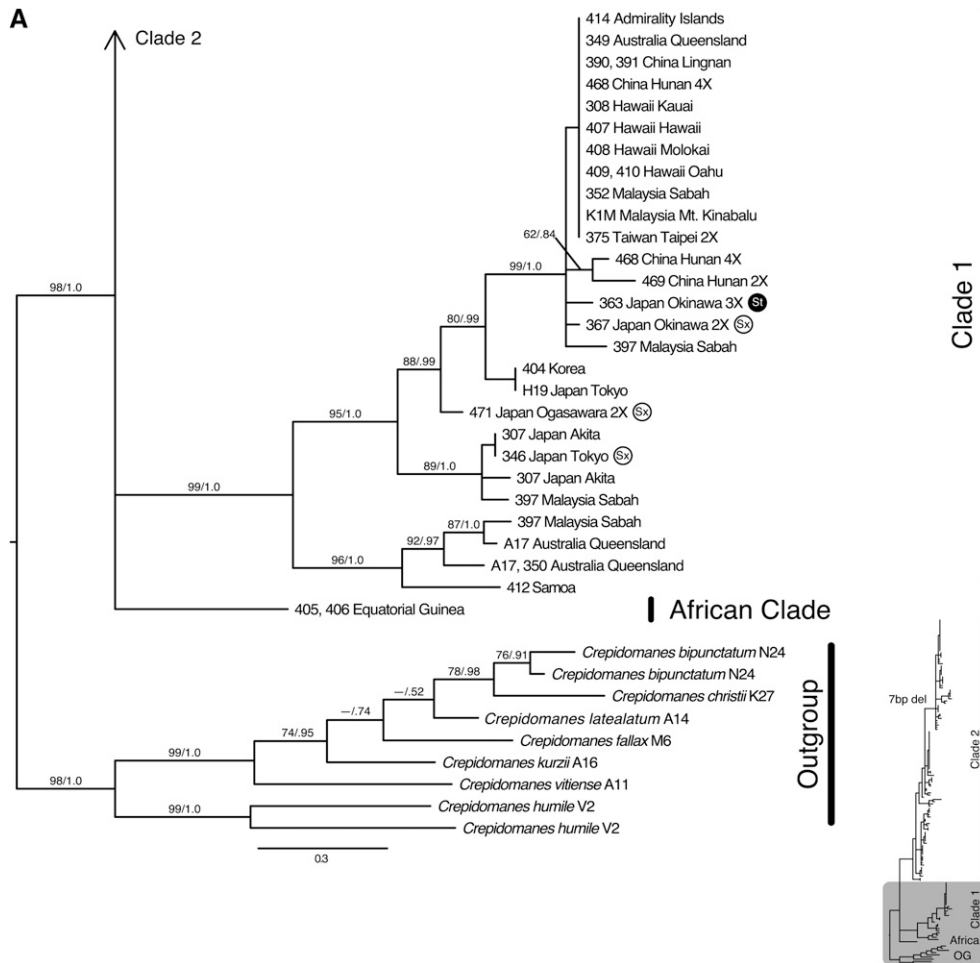 A
Clade 2
414 Admirality Islands
349 Australia Queensland
390, 391 China Lingnan
468 China Hunan 4X
308 Hawaii Kauai
407 Hawaii Hawaii
408 Hawaii Molokai
409, 410 Hawaii Oahu
352 Malaysia Sabah
K1M Malaysia Mt. Kinabalu
375 Taiwan Taipei 2X
62/.84
468 China Hunan 4X
99/1.0
469 China Hunan 2X
98/1.0
363 Japan Okinawa 3X St
80/.99
367 Japan Okinawa 2X Sx
397 Malaysia Sabah
88/.99
404 Korea
H19 Japan Tokyo
95/1.0
471 Japan Ogasawara 2X Sx
307 Japan Akita
346 Japan Tokyo Sx
89/1.0
307 Japan Akita
99/1.0
397 Malaysia Sabah
87/1.0
397 Malaysia Sabah
92/.97
A17 Australia Queensland
96/1.0
A17, 350 Australia Queensland
412 Samoa
405, 406 Equatorial Guinea
Clade 1
African Clade
76/.91
Crepidomanes bipunctatum N24
78/.98
Crepidomanes bipunctatum N24
—/.52
Crepidomanes christii K27
—/.74
Crepidomanes latealatum A14
74/.95
Crepidomanes fallax M6
99/1.0
Crepidomanes kurzii A16
98/1.0
Crepidomanes vitiense A11
99/1.0
Crepidomanes humile V2
Crepidomanes humile V2
Outgroup
0.3
7bp del
Clade 2
Clade 1
Africa
OG